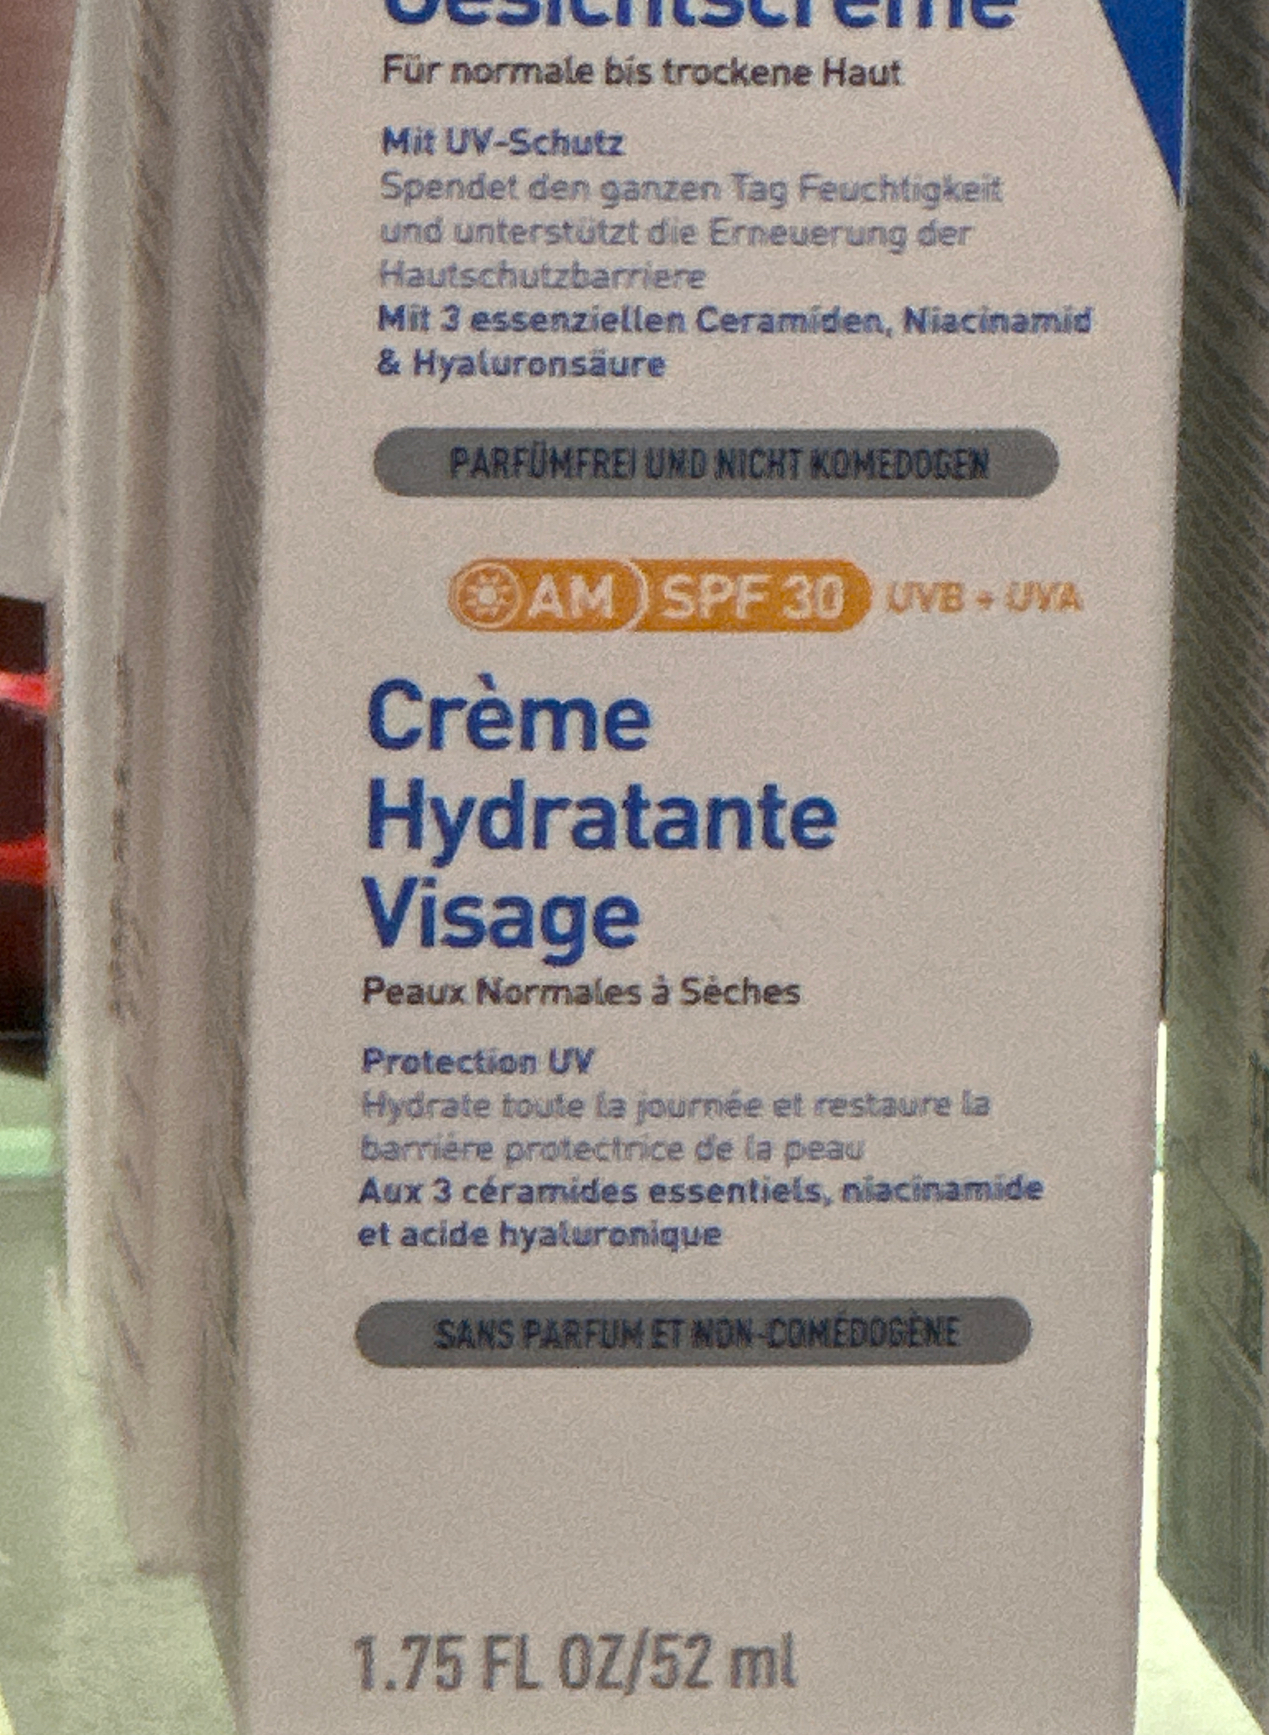 Gesichtscreme
Für normale bis trockene Haut
Mit UV-Schutz
Spendet den ganzen Tag Feuchtigkeit
und unterstützt die Erneuerung der
Hautschutzbarriere
Mit 3 essenziellen Ceramiden, Niacinamid
& Hyaluronsäure
PARFÜMFREI UND NICHT KOMEDOGEN
AM SPF 30 UVB + UVA
Crème
Hydratante
Visage
Peaux Normales à Sèches
Protection UV
Hydrate toute la journée et restaure la
barrière protectrice de la peau
Aux 3 céramides essentiels, niacinamide
et acide hyaluronique
SANS PARFUM ET NON-COMÉDOGÈNE
1.75 FL OZ/52 ml